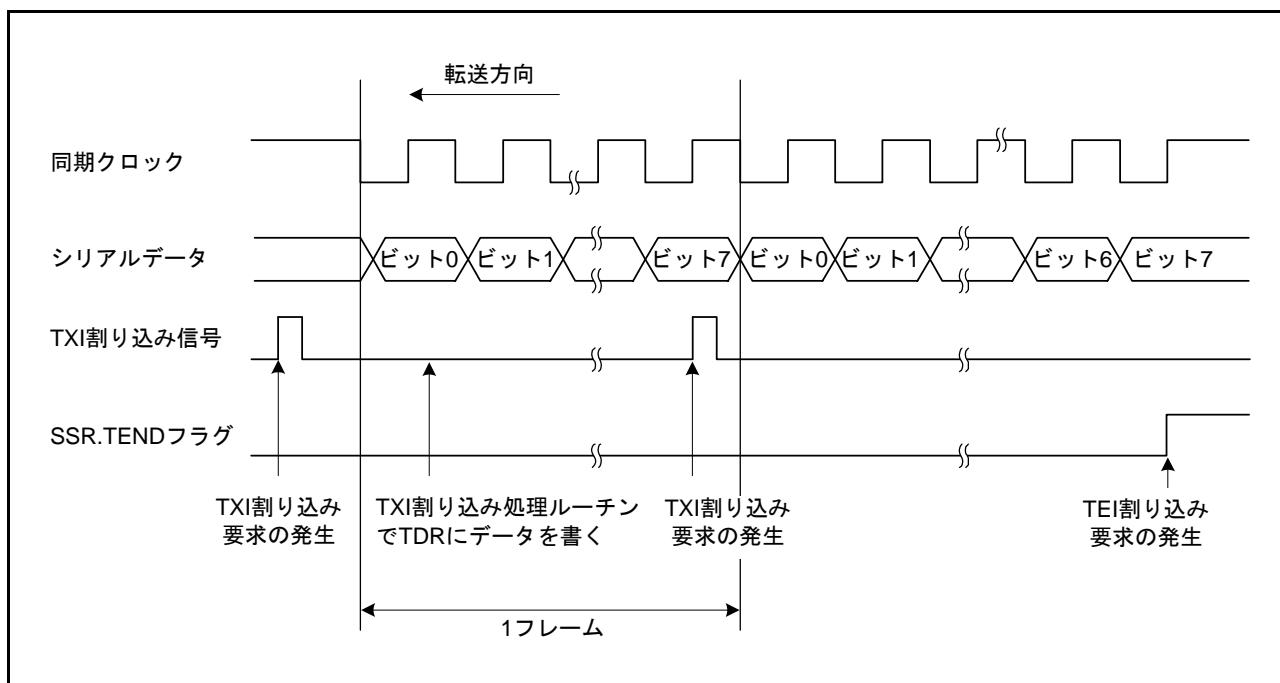 転送方向
同期クロック
シリアルデータ
ビット0
ビット1
ビット7
ビット0
ビット1
ビット6
ビット7
TXI割り込み信号
SSR.TENDフラグ
TXI割り込み
要求の発生
TXI割り込み処理ルーチン
でTDRにデータを書く
TXI割り込み
要求の発生
TEI割り込み
要求の発生
1フレーム